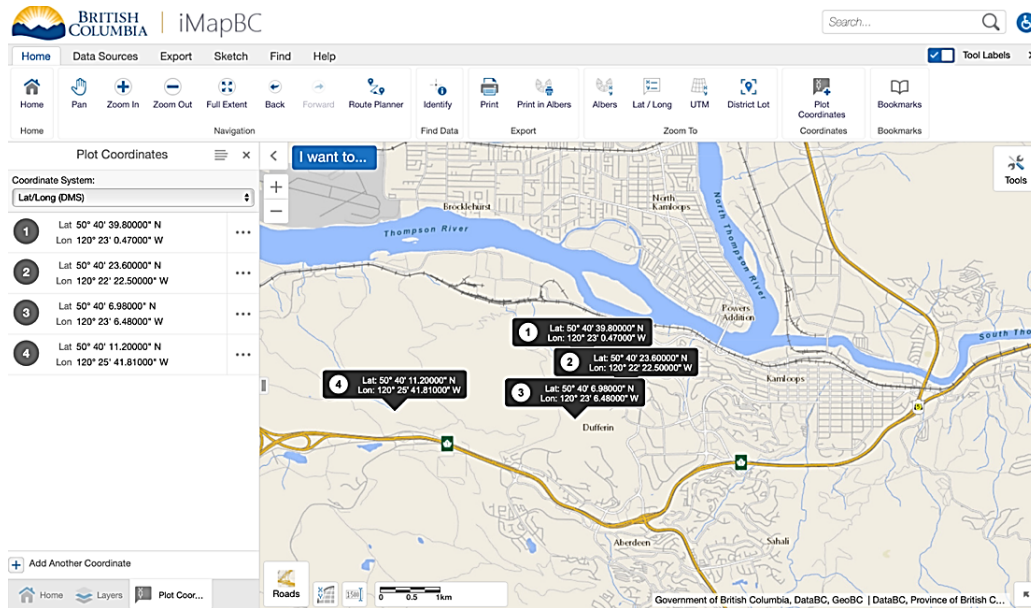 BRITISH
COLUMBIA
iMapBC
Search...
Home Data Sources Export Sketch Find Help
Tool Labels
Home Pan Zoom In Zoom Out Full Extent Back Forward Route Planner Identify Print Print in Albers Albers Lat / Long UTM District Lot Plot Coordinates Bookmarks
Home Navigation Find Data Export Zoom To Coordinates Bookmarks
Plot Coordinates
Coordinate System:
Lat/Long (DMS)
1 Lat 50° 40' 39.80000" N
Lon 120° 23' 0.47000" W
2 Lat 50° 40' 23.60000" N
Lon 120° 22' 22.50000" W
3 Lat 50° 40' 6.98000" N
Lon 120° 23' 6.48000" W
4 Lat 50° 40' 11.20000" N
Lon 120° 25' 41.81000" W
Add Another Coordinate
Home Layers Plot Coor...
I want to...
+
−
Tools
Brocklehurst
North
Kamloops
Thompson River
North Thompson River
Powers
Addition
South Th
1 Lat: 50° 40' 39.80000" N
Lon: 120° 23' 0.47000" W
2 Lat: 50° 40' 23.60000" N
Lon: 120° 22' 22.50000" W
Kamloops
4 Lat: 50° 40' 11.20000" N
Lon: 120° 25' 41.81000" W
3 Lat: 50° 40' 6.98000" N
Lon: 120° 23' 6.48000" W
Dufferin
Aberdeen
Sahali
Roads
0 0.5 1km
Government of British Columbia, DataBC, GeoBC | DataBC, Province of British C...